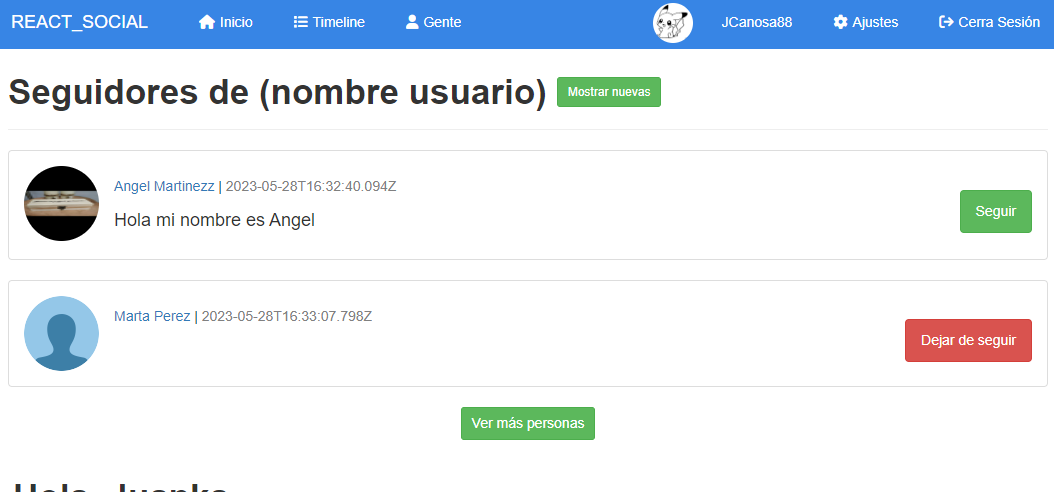 REACT_SOCIAL Inicio Timeline Gente JCanosa88 Ajustes Cerra Sesión
Seguidores de (nombre usuario) Mostrar nuevas
Angel Martinezz | 2023-05-28T16:32:40.094Z
Hola mi nombre es Angel
Seguir
Marta Perez | 2023-05-28T16:33:07.798Z
Dejar de seguir
Ver más personas